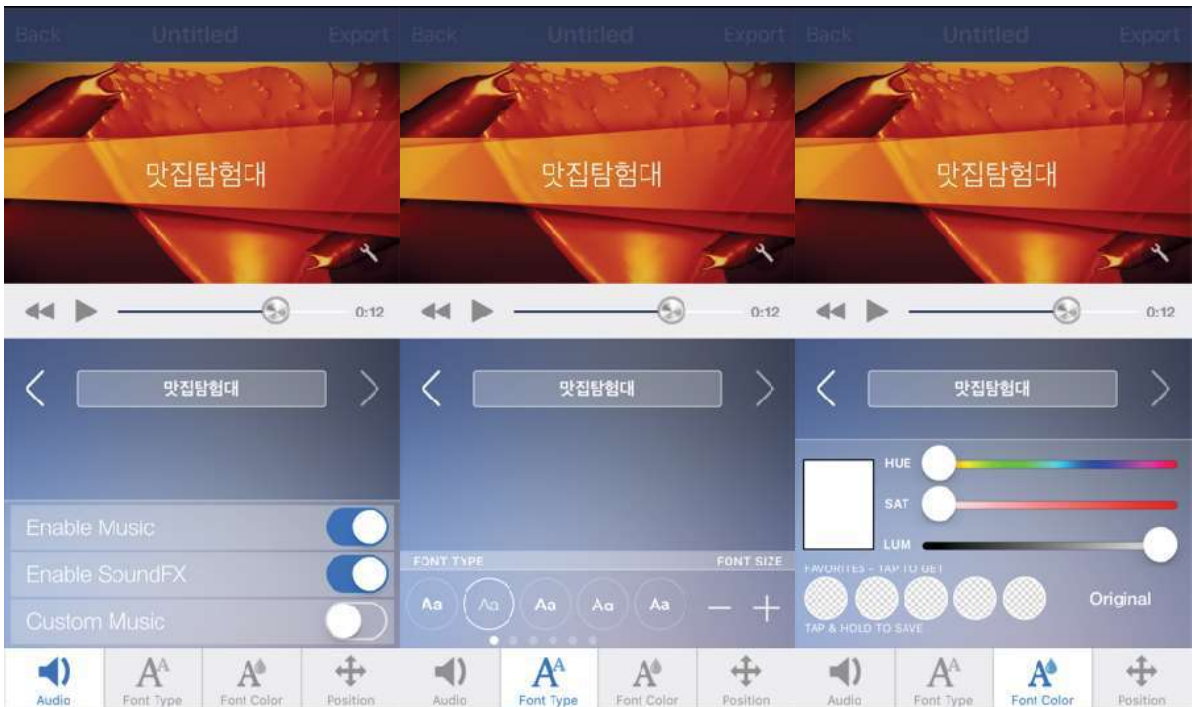 Back Untitled Export
맛집탐험대
0:12
맛집탐험대
Enable Music
Enable SoundFX
Custom Music
Audio Font Type Font Color Position
Back Untitled Export
맛집탐험대
0:12
맛집탐험대
FONT TYPE FONT SIZE
Aa Aa Aa Aa Aa
Audio Font Type Font Color Position
Back Untitled Export
맛집탐험대
0:12
맛집탐험대
HUE
SAT
LUM
FAVORITES - TAP TO GET
Original
TAP & HOLD TO SAVE
Audio Font Type Font Color Position